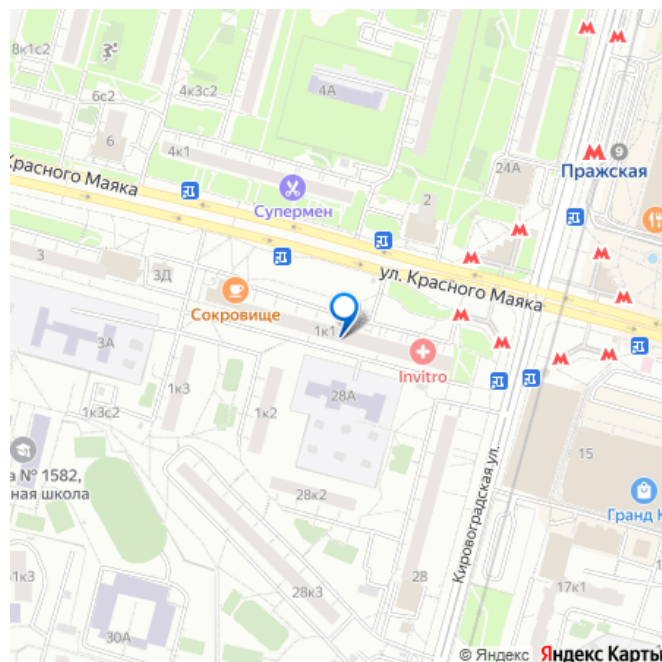 8к1с2
4к3с2
4А
6с2
6
4к1
24А
9
Пражская
Красного Маяка
Супермен
2
3
3Д
ул. Красного Маяка
Сокровище
1к1
3А
Invitro
1к3
28А
1к3с2
1к2
15
а № 1582,
ная школа
28к2
Кировоградская ул.
Гранд К
1к3
28к3
28
17к1
30А
© Яндекс Яндекс Карты